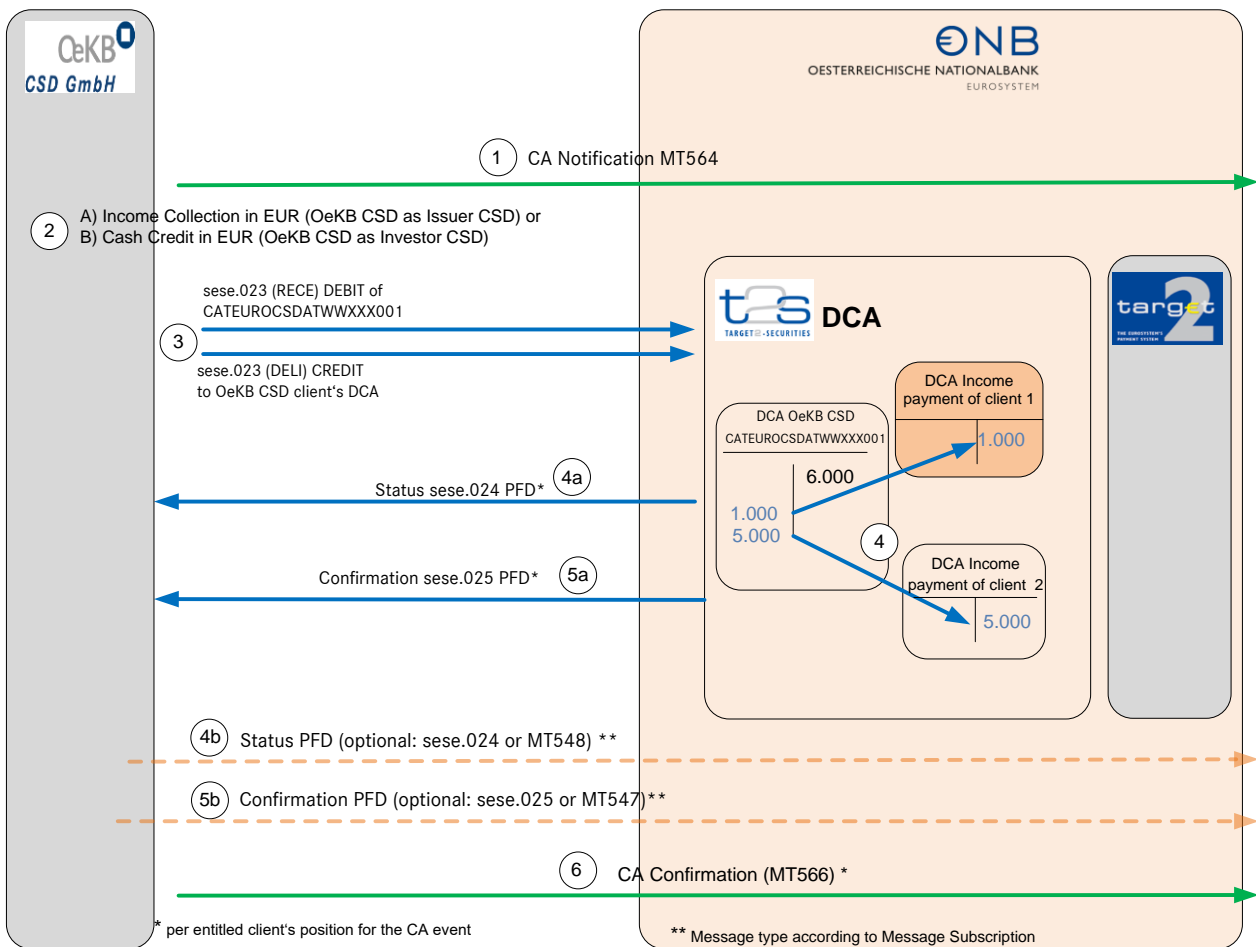 OeKB
CSD GmbH
ONB
OESTERREICHISCHE NATIONALBANK
EUROSYSTEM
1 CA Notification MT564
2
A) Income Collection in EUR (OeKB CSD as Issuer CSD) or
B) Cash Credit in EUR (OeKB CSD as Investor CSD)
sese.023 (RECE) DEBIT of
CATEUROCSDATWWXXX001
3
sese.023 (DELI) CREDIT
to OeKB CSD client's DCA
t2s
TARGET2-SECURITIES
DCA
target
2
THE EUROSYSTEM'S
PAYMENT SYSTEM
DCA OeKB CSD
CATEUROCSDATWWXXX001
6.000
1.000
5.000
DCA Income
payment of client 1
1.000
4
DCA Income
payment of client 2
5.000
Status sese.024 PFD* 4a
Confirmation sese.025 PFD* 5a
4b Status PFD (optional: sese.024 or MT548) **
5b Confirmation PFD (optional: sese.025 or MT547)**
6 CA Confirmation (MT566) *
* per entitled client's position for the CA event
** Message type according to Message Subscription